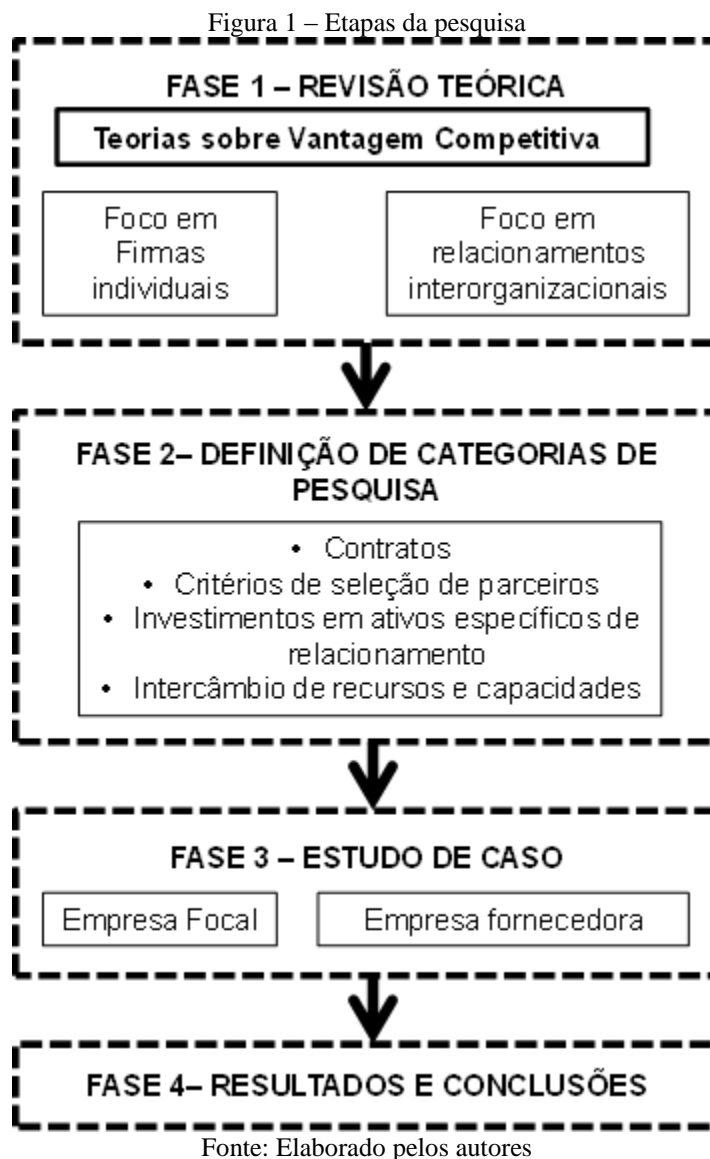 Figura 1 – Etapas da pesquisa
FASE 1 – REVISÃO TEÓRICA
Teorias sobre Vantagem Competitiva
Foco em
Firmas
individuais
Foco em
relacionamentos
interorganizacionais
FASE 2– DEFINIÇÃO DE CATEGORIAS DE
PESQUISA
• Contratos
• Critérios de seleção de parceiros
• Investimentos em ativos específicos de
relacionamento
• Intercâmbio de recursos e capacidades
FASE 3 – ESTUDO DE CASO
Empresa Focal
Empresa fornecedora
FASE 4– RESULTADOS E CONCLUSÕES
Fonte: Elaborado pelos autores